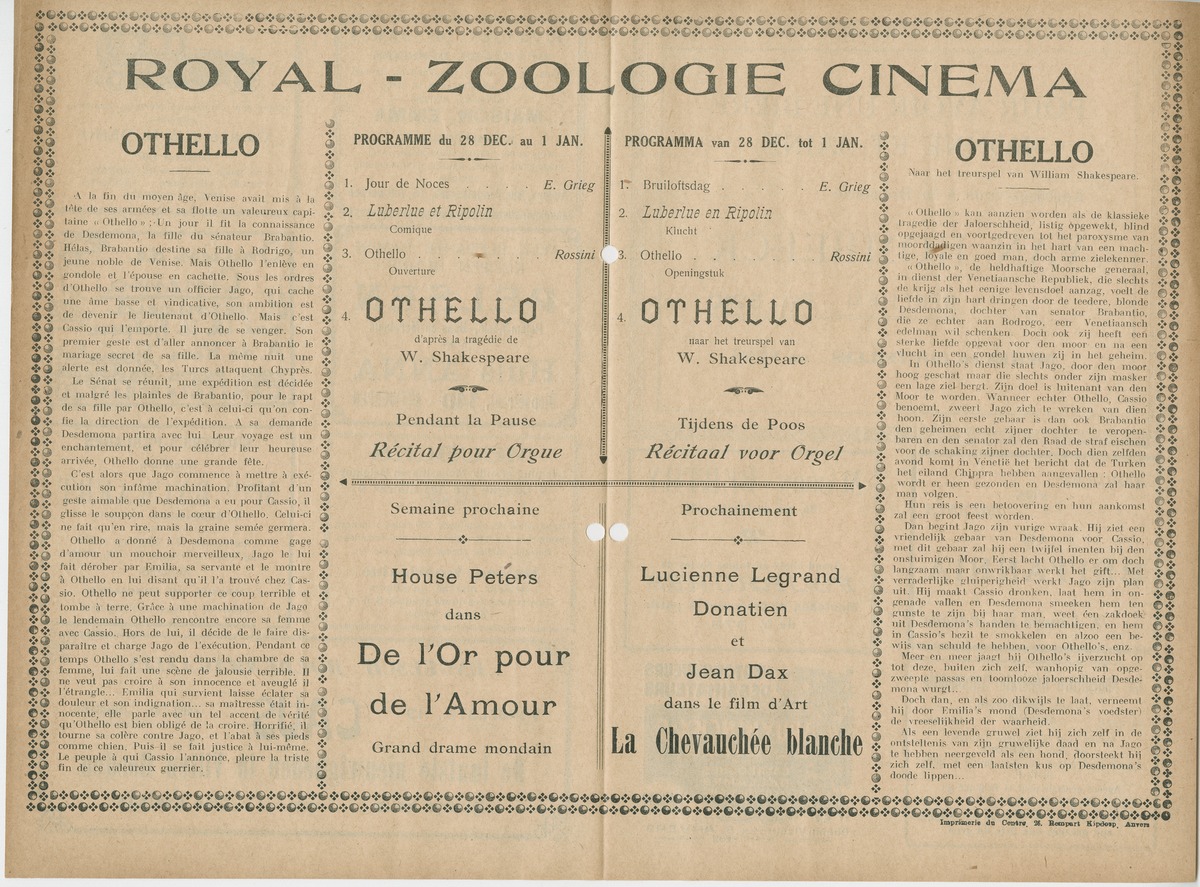 ROYAL - ZOOLOGIE CINEMA
OTHELLO
A la fin du moyen âge, Venise avait mis à la
tête de ses armées et sa flotte un valeureux capi-
taine « Othello » ; Un jour il fit la connaissance
de Desdemona, la fille du sénateur Brabantio.
Hélas, Brabantio destine sa fille à Rodrigo, un
jeune noble de Venise. Mais Othello l'enlève en
gondole et l'épouse en cachette. Sous les ordres
d'Othello se trouve un officier Jago, qui cache
une âme basse et vindicative, son ambition est
de devenir le lieutenant d'Othello. Mais c'est
Cassio qui l'emporte. Il jure de se venger. Son
premier geste est d'aller annoncer à Brabantio le
mariage secret de sa fille. La même nuit une
alerte est donnée, les Turcs attaquent Chyprès.
Le Sénat se réunit, une expédition est décidée
et malgré les plaintes de Brabantio, pour le rapt
de sa fille par Othello, c'est à celui-ci qu'on con-
fie la direction de l'expédition. A sa demande
Desdemona partira avec lui. Leur voyage est un
enchantement, et pour célébrer leur heureuse
arrivée, Othello donne une grande fête.
C'est alors que Jago commence à mettre à exé-
cution son infâme machination. Profitant d'un
geste aimable que Desdemona a eu pour Cassio, il
glisse le soupçon dans le cœur d'Othello. Celui-ci
ne fait qu'en rire, mais la graine semée germera.
Othello a donné à Desdemona comme gage
d'amour un mouchoir merveilleux, Jago le lui
fait dérober par Emilia, sa servante et le montre
à Othello en lui disant qu'il l'a trouvé chez Cas-
sio. Othello ne peut supporter ce coup terrible et
tombe à terre. Grâce à une machination de Jago
le lendemain Othello rencontre encore sa femme
avec Cassio. Hors de lui, il décide de le faire dis-
paraître et charge Jago de l'exécution. Pendant ce
temps Othello s'est rendu dans la chambre de sa
femme, lui fait une scène de jalousie terrible. Il
ne veut pas croire à son innocence et aveuglé il
l'étrangle... Emilia qui survient laisse éclater sa
douleur et son indignation... sa maîtresse était in-
nocente, elle parle avec un tel accent de vérité
qu'Othello est bien obligé de la croire. Horrifié, il
tourne sa colère contre Jago, et l'abat à ses pieds
comme chien. Puis il se fait justice à lui-même.
Le peuple à qui Cassio l'annonce, pleure la triste
fin de ce valeureux guerrier.
PROGRAMME du 28 DEC. au 1 JAN.
1. Jour de Noces . . . . E. Grieg
2. Luberlue et Ripolin
Comique
3. Othello . . . . Rossini
Ouverture
4. OTHELLO
d'après la tragédie de
W. Shakespeare
Pendant la Pause
Récital pour Orgue
Semaine prochaine
House Peters
dans
De l'Or pour
de l'Amour
Grand drame mondain
PROGRAMMA van 28 DEC. tot 1 JAN.
1. Bruiloftsdag . . . . . . E. Grieg
2. Luberlue en Ripolin
Klucht
3. Othello . . . . . . . . Rossini
Openingstuk
4. OTHELLO
naar het treurspel van
W. Shakespeare
Tijdens de Poos
Récitaal voor Orgel
Prochainement
Lucienne Legrand
Donatien
et
Jean Dax
dans le film d'Art
La Chevauchée blanche
OTHELLO
Naar het treurspel van William Shakespeare.
« Othello » kan aanzien worden als de klassieke
tragedie der Jaloerschheid, listig opgewekt, blind
opgejaagd en voortgedreven tot het paroxysme van
moorddadigen waanzin in het hart van een mach-
tige, loyale en goed man, doch arme zielekenner.
« Othello », de heldhaftige Moorsche generaal,
in dienst der Venetiaansche Republiek, die slechts
de krijg als het eenige levensdoel aanzag, voelt de
liefde in zijn hart dringen door de teedere, blonde
Desdemona, dochter van senator Brabantio,
die ze echter aan Rodrogo, een Venetiaansch
edelman wil schenken. Doch ook zij heeft een
sterke liefde opgevat voor den moor en na een
vlucht in een gondel huwen zij in het geheim.
In Othello's dienst staat Jago, door den moor
hoog geschat maar die slechts onder zijn masker
een lage ziel bergt. Zijn doel is luitenant van den
Moor te worden. Wanneer echter Othello, Cassio
benoemt, zweert Jago zich te wreken van dien
hoon. Zijn eerste gebaar is dan ook Brabantio
den geheimen echt zijner dochter te veropen-
baren en den senator zal den Raad de straf eischen
voor de schaking zijner dochter. Doch dien zelfden
avond komt in Venetië het bericht dat de Turken
het eiland Chippra hebben aangevallen : Othello
wordt er heen gezonden en Desdemona zal haar
man volgen.
Hun reis is een betoovering en hun aankomst
zal een groot feest worden.
Dan begint Jago zijn vurige wraak. Hij ziet een
vriendelijk gebaar van Desdemona voor Cassio,
met dit gebaar zal hij een twijfel inenten bij den
onstuimigen Moor. Eerst lacht Othello er om doch
langzaam maar onwrikbaar werkt het gift... Met
verraderlijke gluiperigheid werkt Jago zijn plan
uit. Hij maakt Cassio dronken, laat hem in on-
genade vallen en Desdemona smeeken hem ten
gunste te zijn bij haar man, weet één zakdoek
uit Desdemona's handen te bemachtigen, en hem
in Cassio's bezit te smokkelen en alzoo een be-
wijs van schuld te hebben, voor Othello's, enz.
Meer en meer jaagt hij Othello's ijverzucht op
tot deze, buiten zich zelf, wanhopig van opge-
zweepte passas en toomlooze jaloerschheid Desde-
mona wurgt..
Doch dan, en als zoo dikwijls te laat, verneemt
hij door Emilia's mond (Desdemona's voedster)
de vreeselijkheid der waarheid.
Als een levende gruwel ziet hij zich zelf in de
ontsteltenis van zijn gruwelijke daad en na Jago
te hebben neergeveld als een hond, doorsteekt hij
zich zelf, met een laatsten kus op Desdemona's
doode lippen...
Imprimerie du Centre, 26, Rempart Kipdorp, Anvers